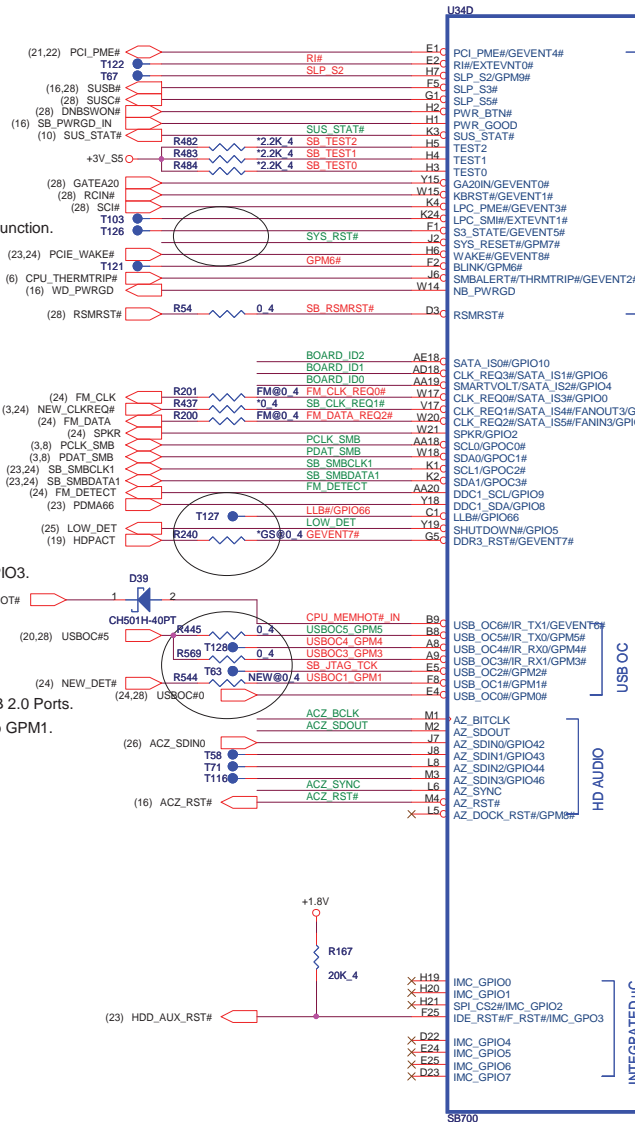 U34D
(21,22) PCI_PME# E1 PCI_PME#/GEVENT4#
T122 RI# E2 RI#/EXTEVNT0#
T67 SLP_S2 H7 SLP_S2/GPM9#
(16,28) SUSB# F5 SLP_S3#
(28) SUSC# G1 SLP_S5#
(28) DNBSWON# H2 PWR_BTN#
(16) SB_PWRGD_IN H1 PWR_GOOD
(10) SUS_STAT# SUS_STAT# K3 SUS_STAT#
R482 *2.2K_4 SB_TEST2 H5 TEST2
+3V_S5 R483 *2.2K_4 SB_TEST1 H4 TEST1
R484 *2.2K_4 SB_TEST0 H3 TEST0
(28) GATEA20 Y15 GA20IN/GEVENT0#
(28) RCIN# W15 KBRST#/GEVENT1#
(28) SCI# K4 LPC_PME#/GEVENT3#
T103 K24 LPC_SMI#/EXTEVNT1#
unction. T126 F1 S3_STATE/GEVENT5#
SYS_RST# J2 SYS_RESET#/GPM7#
(23,24) PCIE_WAKE# H6 WAKE#/GEVENT8#
T121 GPM6# F2 BLINK/GPM6#
(6) CPU_THERMTRIP# J6 SMBALERT#/THRMTRIP#/GEVENT2#
(16) WD_PWRGD W14 NB_PWRGD
(28) RSMRST# R54 0_4 SB_RSMRST# D3 RSMRST#
BOARD_ID2 AE18 SATA_IS0#/GPIO10
BOARD_ID1 AD18 CLK_REQ3#/SATA_IS1#/GPIO6
BOARD_ID0 AA19 SMARTVOLT/SATA_IS2#/GPIO4
(24) FM_CLK R201 FM@0_4 FM_CLK_REQ0# W17 CLK_REQ0#/SATA_IS3#/GPIO0
(3,24) NEW_CLKREQ# R437 *0_4 SB_CLK_REQ1# V17 CLK_REQ1#/SATA_IS4#/FANOUT3/G
(24) FM_DATA R200 FM@0_4 FM_DATA_REQ2# W20 CLK_REQ2#/SATA_IS5#/FANIN3/GPI
(24) SPKR W21 SPKR/GPIO2
(3,8) PCLK_SMB PCLK_SMB AA18 SCL0/GPOC0#
(3,8) PDAT_SMB PDAT_SMB W18 SDA0/GPOC1#
(23,24) SB_SMBCLK1 SB_SMBCLK1 K1 SCL1/GPOC2#
(23,24) SB_SMBDATA1 SB_SMBDATA1 K2 SDA1/GPOC3#
(24) FM_DETECT FM_DETECT AA20 DDC1_SCL/GPIO9
(23) PDMA66 Y18 DDC1_SDA/GPIO8
T127 LLB#/GPIO66 C1 LLB#/GPIO66
(25) LOW_DET LOW_DET Y19 SHUTDOWN#/GPIO5
(19) HDPACT R240 *GS@0_4 GEVENT7# G5 DDR3_RST#/GEVENT7#
PIO3.
D39
OT# 1 2
CH501H-40PT
CPU_MEMHOT#_IN B9 USB_OC6#/IR_TX1/GEVENT6#
(20,28) USBOC#5 R445 0_4 USBOC5_GPM5 B8 USB_OC5#/IR_TX0/GPM5#
T128 USBOC4_GPM4 A8 USB_OC4#/IR_RX0/GPM4#
R569 0_4 USBOC3_GPM3 A9 USB_OC3#/IR_RX1/GPM3#
T63 SB_JTAG_TCK E5 USB_OC2#/GPM2#
(24) NEW_DET# R544 NEW@0_4 USBOC1_GPM1 F8 USB_OC1#/GPM1#
(24,28) USBOC#0 E4 USB_OC0#/GPM0#
USB OC
2.0 Ports.
GPM1.
ACZ_BCLK M1 AZ_BITCLK
ACZ_SDOUT M2 AZ_SDOUT
(26) ACZ_SDIN0 J7 AZ_SDIN0/GPIO42
T58 J8 AZ_SDIN1/GPIO43
T71 L8 AZ_SDIN2/GPIO44
T116 M3 AZ_SDIN3/GPIO46
ACZ_SYNC L6 AZ_SYNC
(16) ACZ_RST# ACZ_RST# M4 AZ_RST#
L5 AZ_DOCK_RST#/GPM8#
HD AUDIO
+1.8V
R167
20K_4
H19 IMC_GPIO0
H20 IMC_GPIO1
H21 SPI_CS2#/IMC_GPIO2
(23) HDD_AUX_RST# F25 IDE_RST#/F_RST#/IMC_GPO3
D22 IMC_GPIO4
E24 IMC_GPIO5
E25 IMC_GPIO6
D23 IMC_GPIO7
INTEGRATED uC
SB700